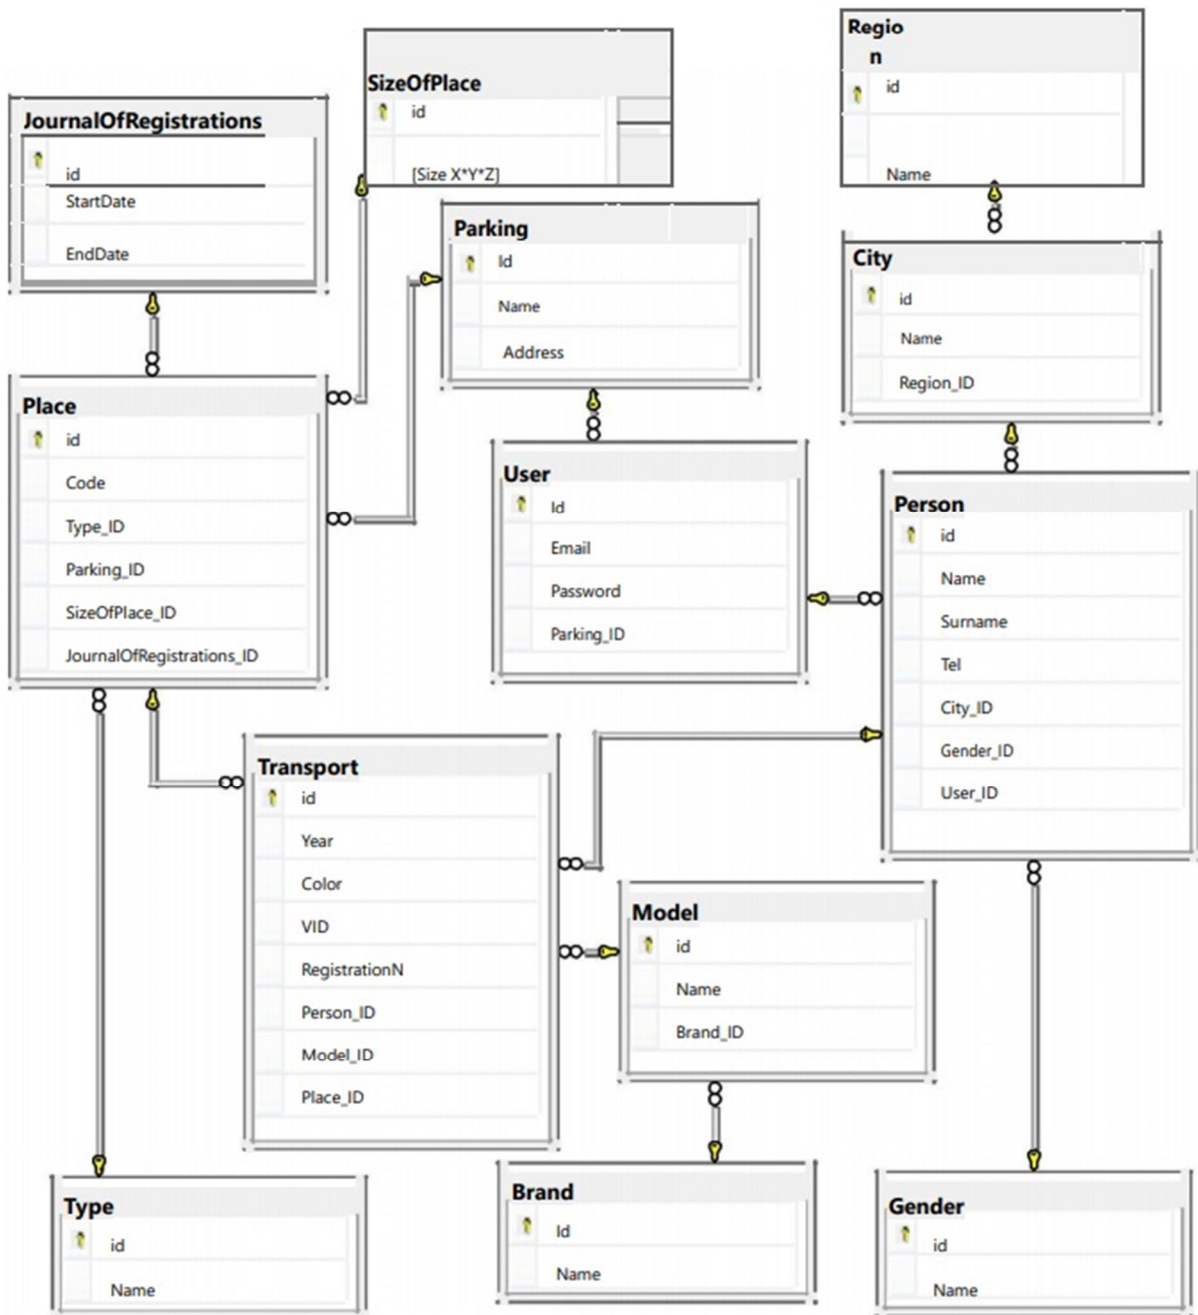 JournalOfRegistrations
id
StartDate
EndDate
SizeOfPlace
id
[Size X*Y*Z]
Regio
n
id
Name
Parking
Id
Name
Address
City
id
Name
Region_ID
Place
id
Code
Type_ID
Parking_ID
SizeOfPlace_ID
JournalOfRegistrations_ID
User
Id
Email
Password
Parking_ID
Person
id
Name
Surname
Tel
City_ID
Gender_ID
User_ID
Transport
id
Year
Color
VID
RegistrationN
Person_ID
Model_ID
Place_ID
Model
id
Name
Brand_ID
Type
id
Name
Brand
Id
Name
Gender
id
Name